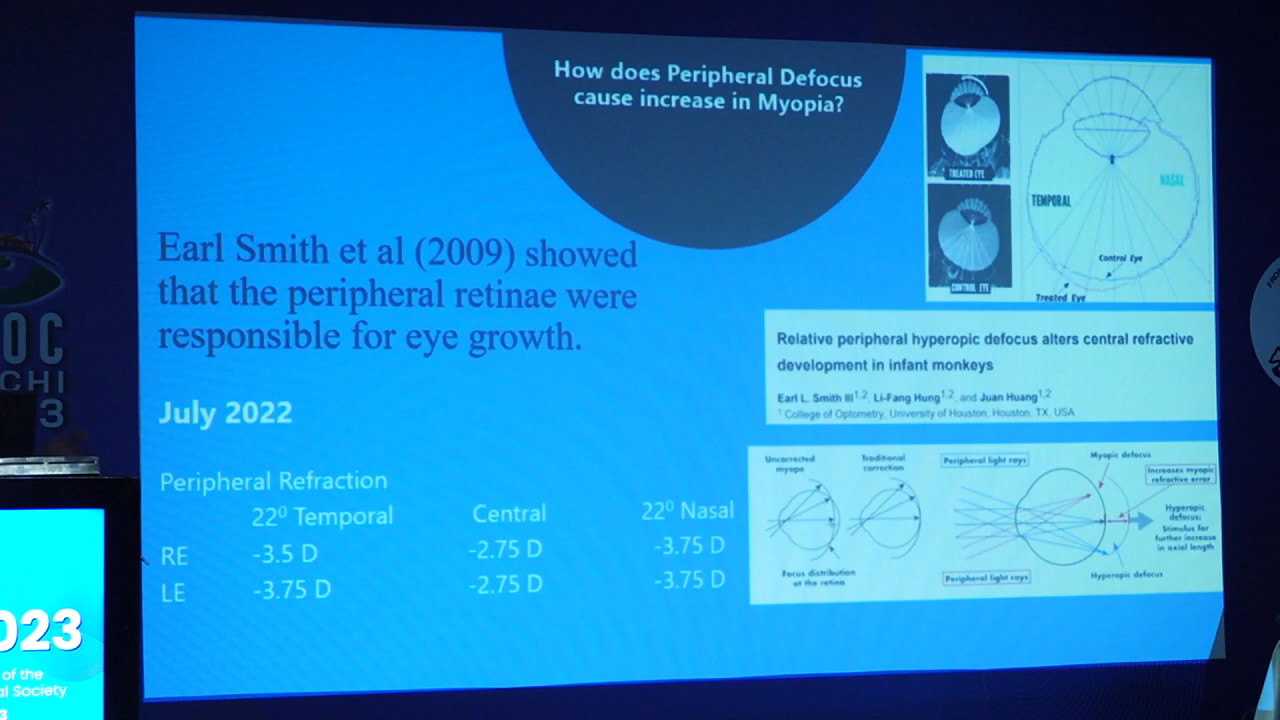 How does Peripheral Defocus
cause increase in Myopia?
Earl Smith et al (2009) showed
that the peripheral retinae were
responsible for eye growth.
July 2022
Peripheral Refraction
22⁰ Temporal Central 22⁰ Nasal
RE -3.5 D -2.75 D -3.75 D
LE -3.75 D -2.75 D -3.75 D
TREATED EYE
CONTROL EYE
TEMPORAL
NASAL
Control Eye
Treated Eye
Relative peripheral hyperopic defocus alters central refractive
development in infant monkeys
Earl L. Smith III1,2, Li-Fang Hung1,2, and Juan Huang1,2
1 College of Optometry, University of Houston, Houston, TX, USA
Uncorrected
myope
Traditional
correction
Focus distribution
at the retina
Peripheral light rays
Myopic defocus
Increases myopic
refractive error
Hyperopic
defocus:
Stimulus for
further increase
in axial length
Peripheral light rays
Hyperopic defocus
OC
CHI
3
023
of the
al Society
3